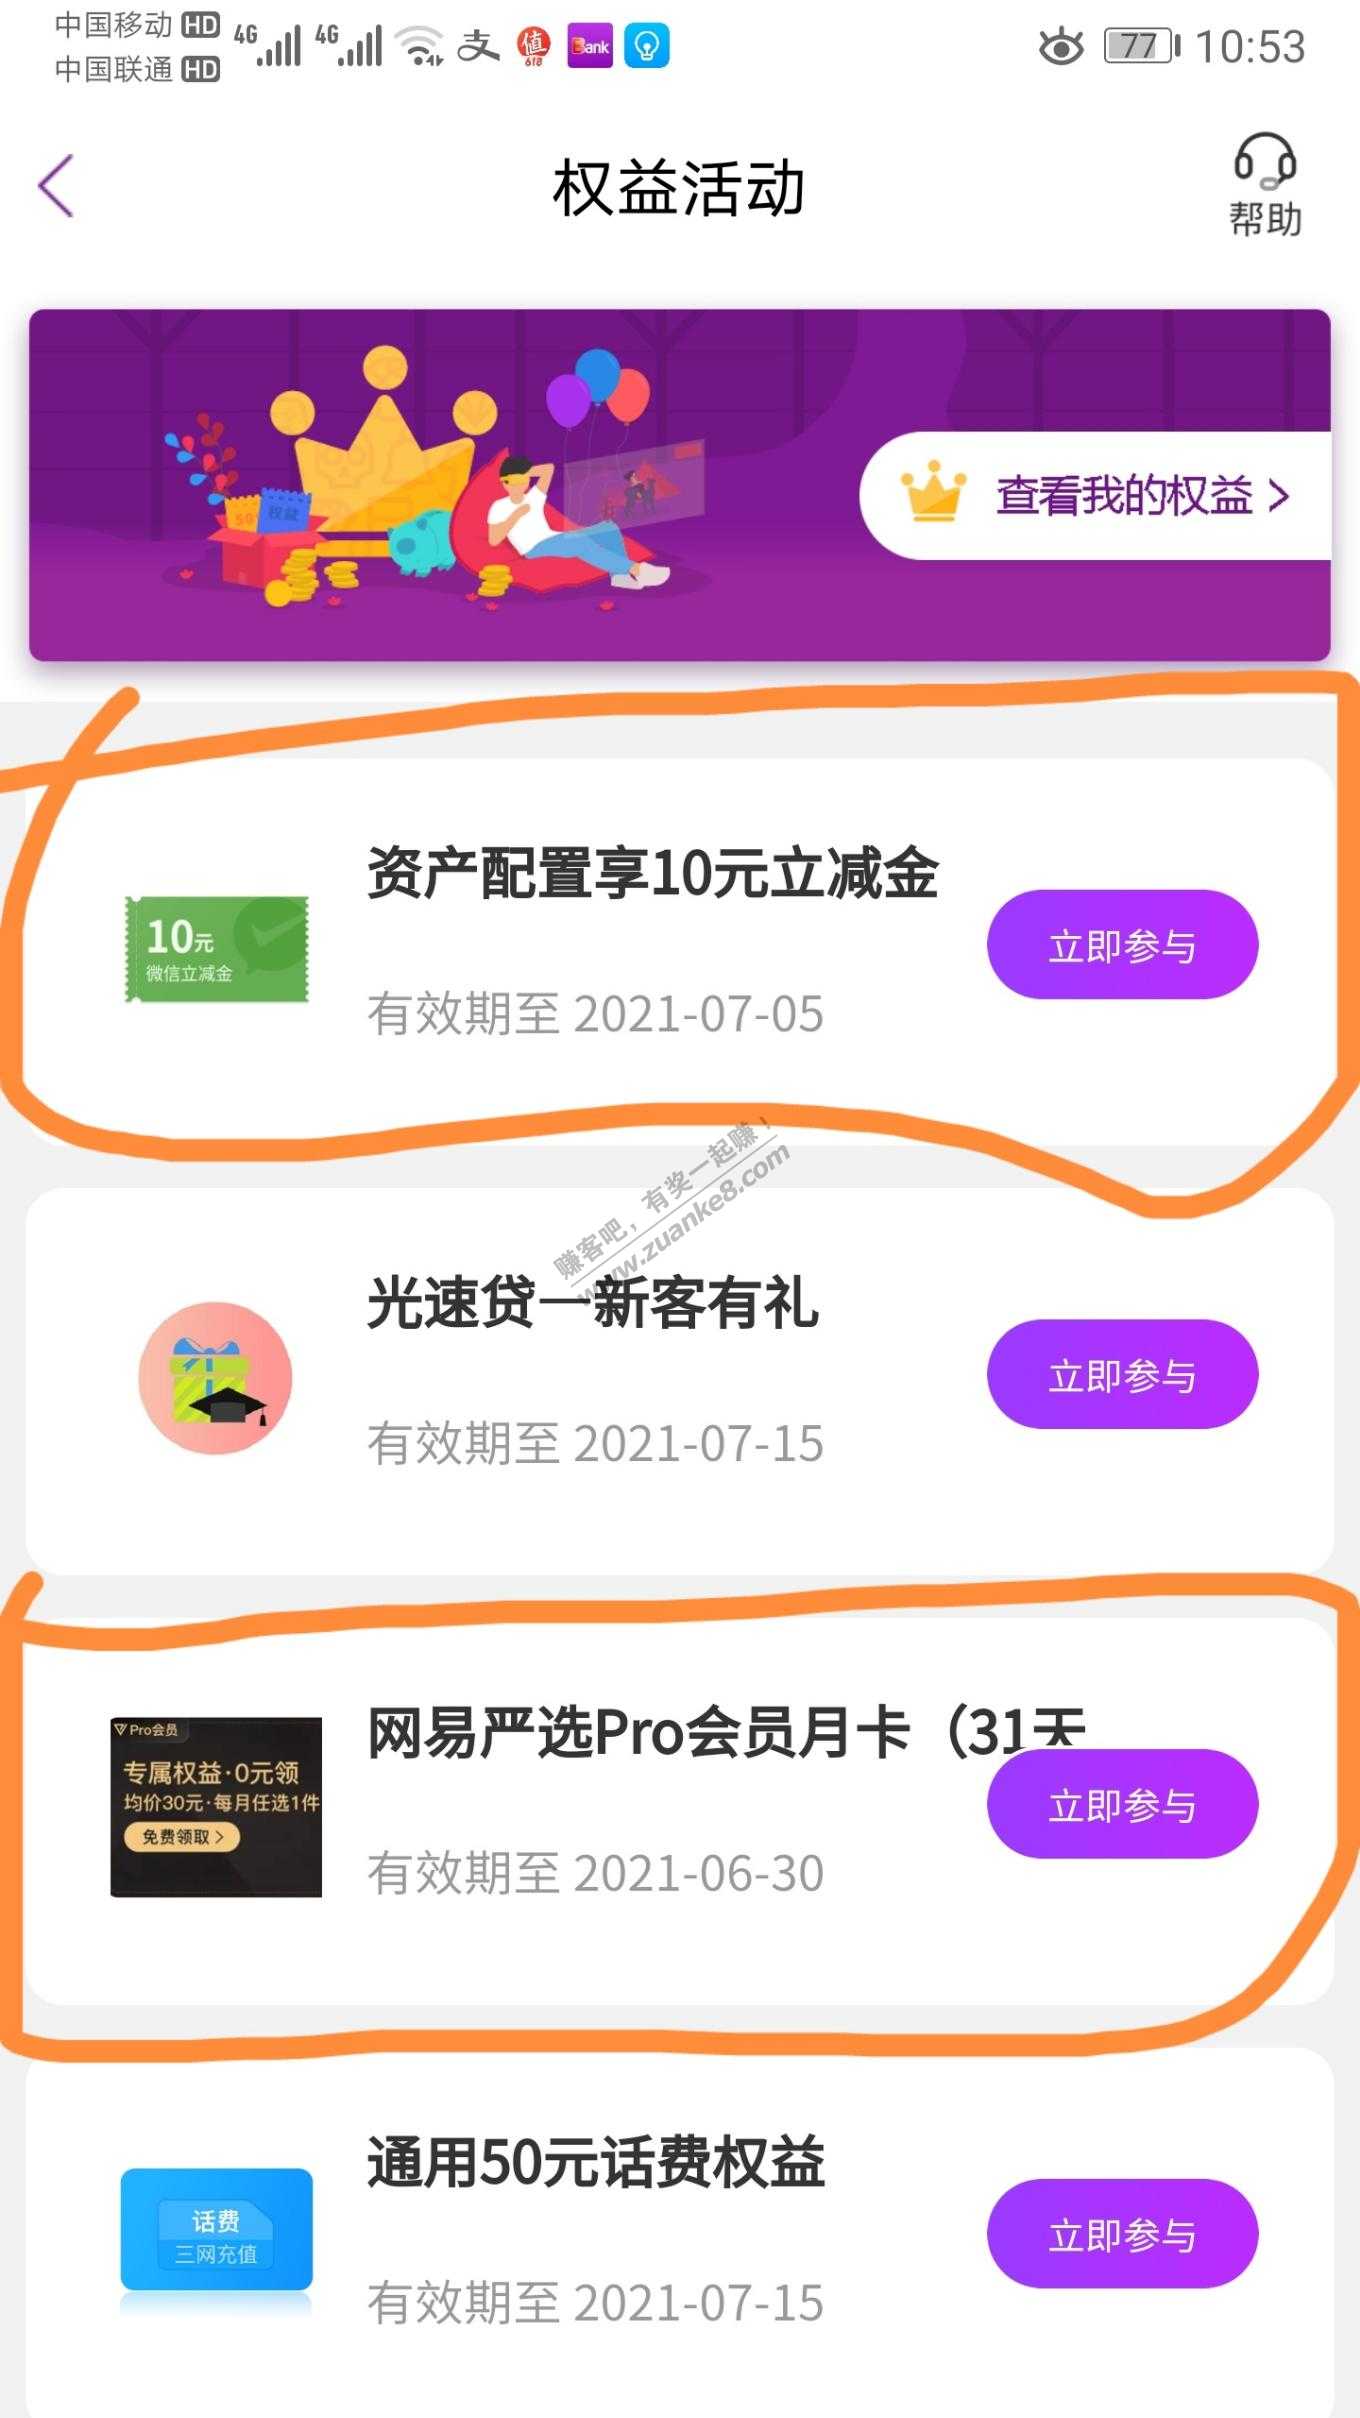 中国移动 HD 4G 4G 支 值 618 Bank 77 10:53
中国联通 HD
权益活动
帮助
查看我的权益 >
资产配置享10元立减金
10元
微信立减金
立即参与
有效期至 2021-07-05
赚客吧，有奖一起赚！
www.zuanke8.com
光速贷一新客有礼
立即参与
有效期至 2021-07-15
网易严选Pro会员月卡（31天
Pro会员
专属权益·0元领
均价30元·每月任选1件
免费领取 >
立即参与
有效期至 2021-06-30
通用50元话费权益
话费
三网充值
立即参与
有效期至 2021-07-15